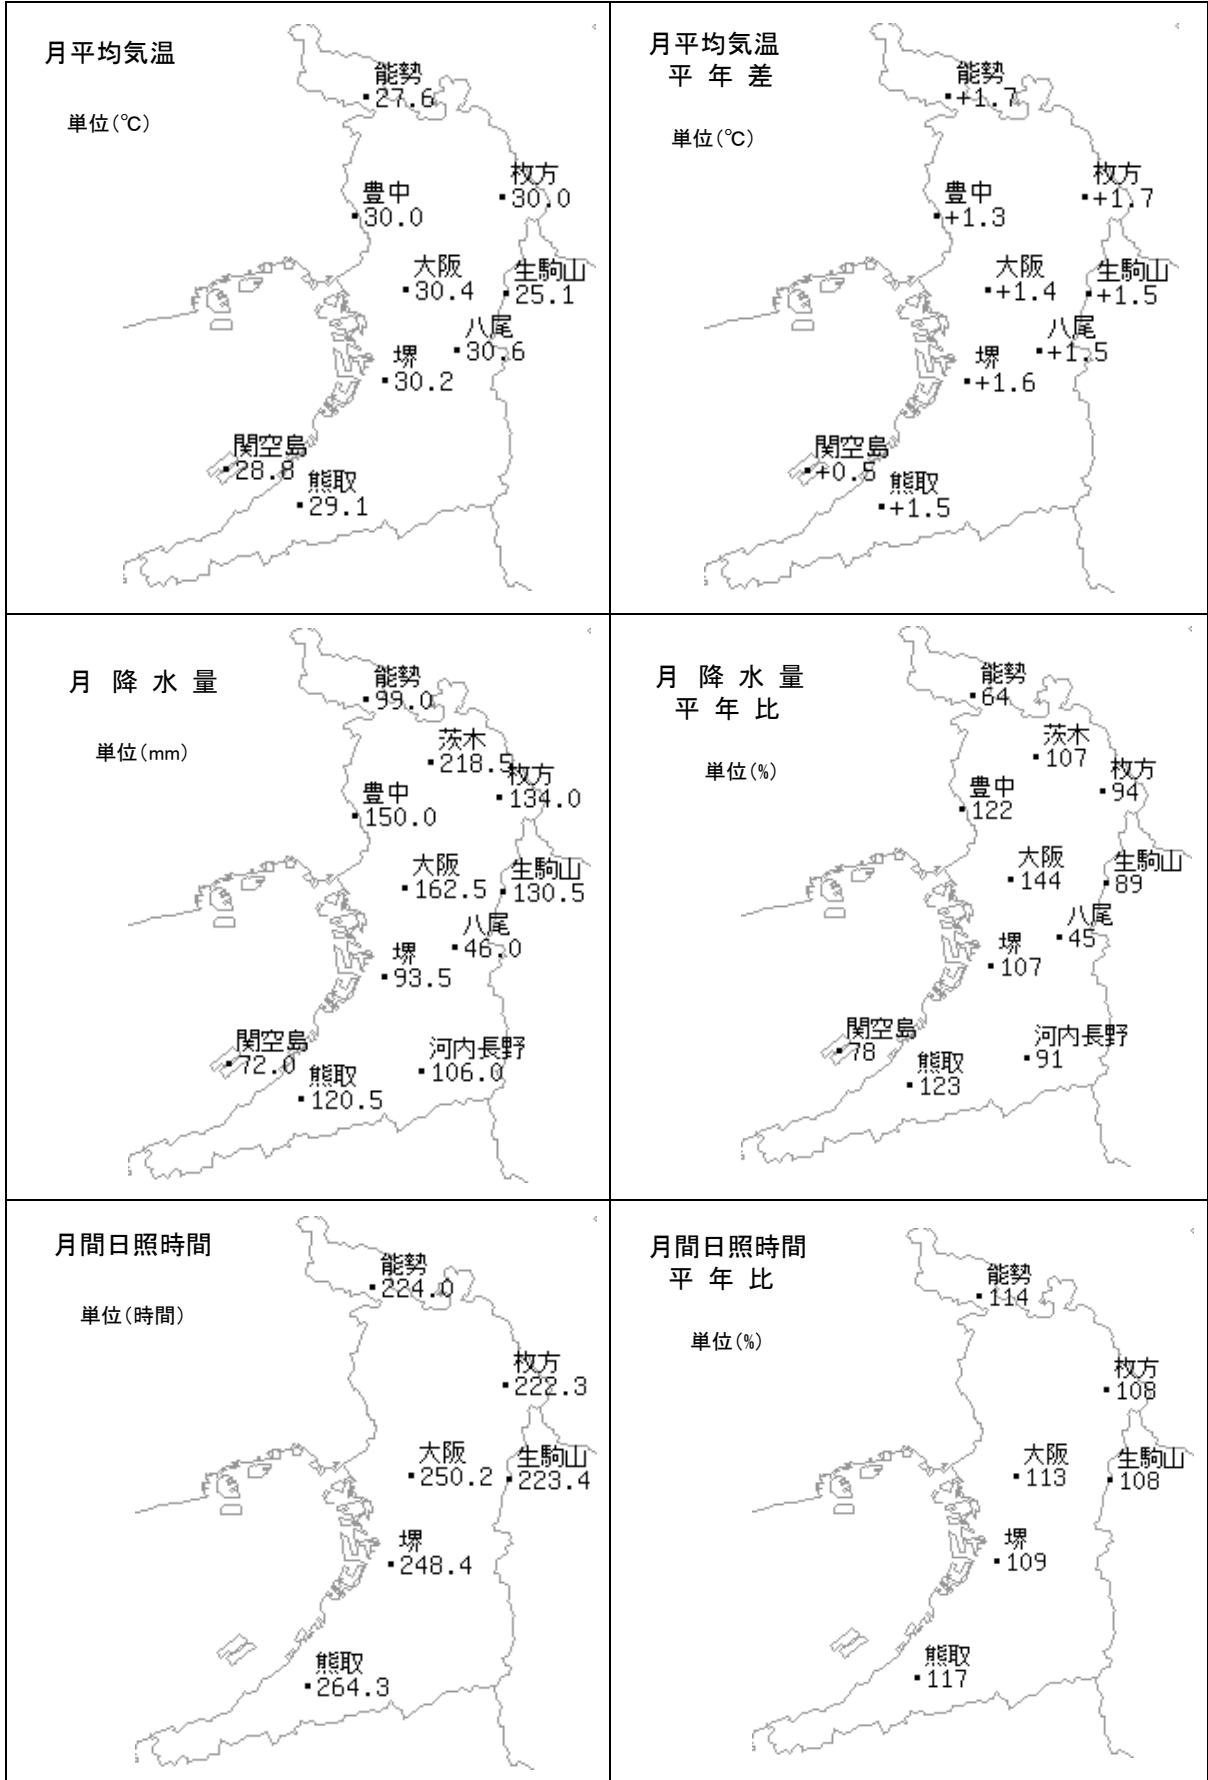 月平均気温
単位(℃)
能勢
27.6
枚方
30.0
豊中
30.0
大阪
30.4
生駒山
25.1
八尾
30.6
堺
30.2
関空島
28.8
熊取
29.1
月平均気温
平 年 差
単位(℃)
能勢
+1.7
枚方
+1.7
豊中
+1.3
大阪
+1.4
生駒山
+1.5
八尾
+1.5
堺
+1.6
関空島
+0.5
熊取
+1.5
月 降 水 量
単位(mm)
能勢
99.0
茨木
218.5
枚方
134.0
豊中
150.0
大阪
162.5
生駒山
130.5
八尾
46.0
堺
93.5
関空島
72.0
河内長野
106.0
熊取
120.5
月 降 水 量
平 年 比
単位(%)
能勢
64
茨木
107
枚方
94
豊中
122
大阪
144
生駒山
89
八尾
45
堺
107
関空島
78
河内長野
91
熊取
123
月間日照時間
単位(時間)
能勢
224.0
枚方
222.3
大阪
250.2
生駒山
223.4
堺
248.4
熊取
264.3
月間日照時間
平 年 比
単位(%)
能勢
114
枚方
108
大阪
113
生駒山
108
堺
109
熊取
117